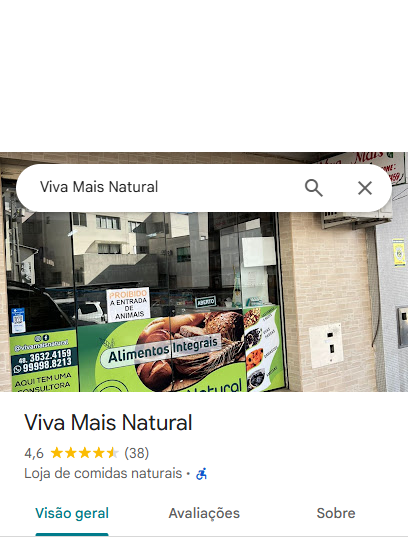 Viva Mais Natural
PROIBIDO
A ENTRADA
DE
ANIMAIS
ABERTO
Alimentos Integrais
Natural
@vivamaisnatural
48. 3632.4159
99998.8213
AQUI TEM UMA
CONSULTORA
Viva Mais Natural
4,6 (38)
Loja de comidas naturais ·
Visão geral Avaliações Sobre